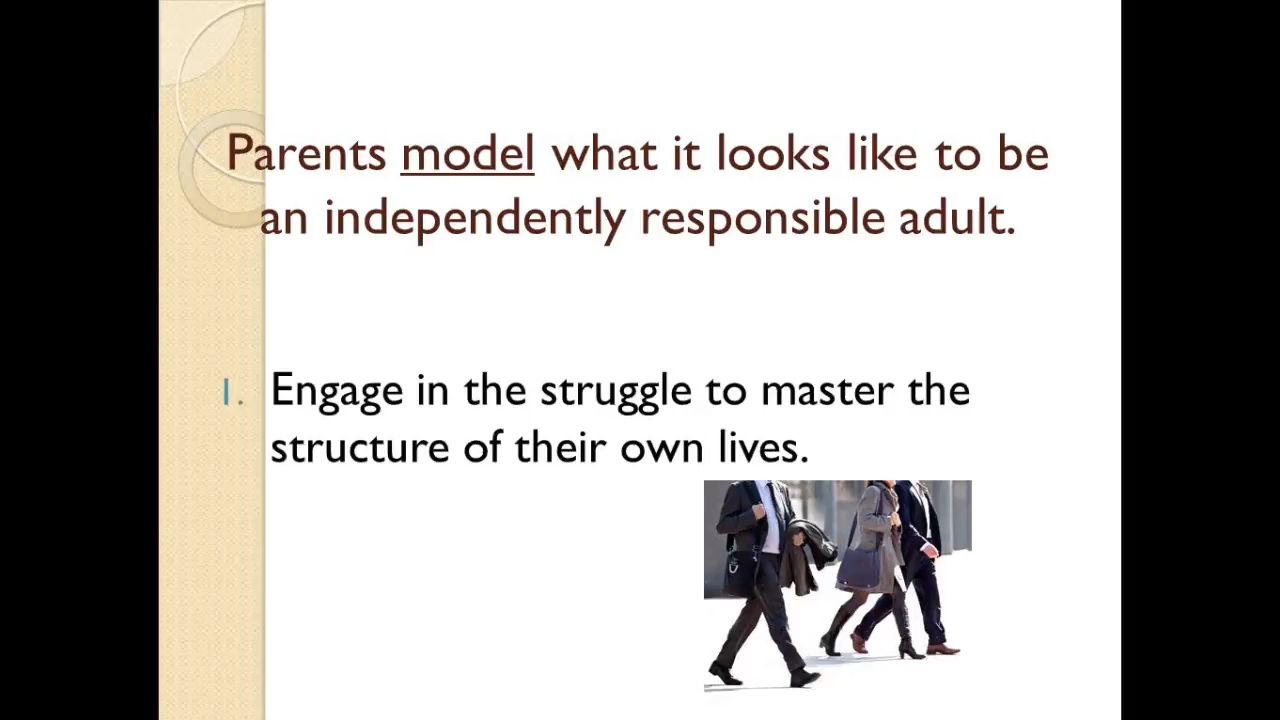 Parents model what it looks like to be
an independently responsible adult.
1. Engage in the struggle to master the
structure of their own lives.